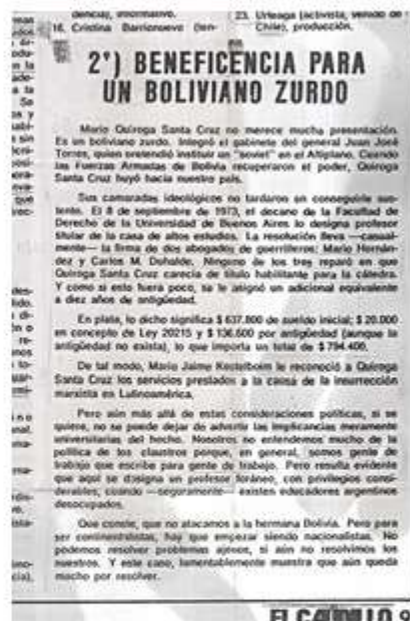 dencia), informativo.
16. Cristina Barrionuevo (ten-
23. Urteaga (activista, venido de
Chile), producción.
2°) BENEFICENCIA PARA
UN BOLIVIANO ZURDO
Mario Quiroga Santa Cruz no merece mucha presentación.
Es un boliviano zurdo. Integró el gabinete del general Juan José
Torres, quien pretendió instituir un "soviet" en el Altiplano. Cuando
las Fuerzas Armadas de Bolivia recuperaron el poder, Quiroga
Santa Cruz huyó hacia nuestro país.
Sus camaradas ideológicos no tardaron en conseguirle sus-
tento. El 8 de septiembre de 1973, el decano de la Facultad de
Derecho de la Universidad de Buenos Aires lo designa profesor
titular de la casa de altos estudios. La resolución lleva —casual-
mente— la firma de dos abogados de guerrilleros: Mario Hernán-
dez y Carlos M. Duhalde. Ninguno de los tres reparó en que
Quiroga Santa Cruz carecía de título habilitante para la cátedra.
Y como si esto fuera poco, se le asignó un adicional equivalente
a diez años de antigüedad.
En plata, lo dicho significa $ 637.800 de sueldo inicial; $ 20.000
en concepto de Ley 20215 y $ 136.600 por antigüedad (aunque la
antigüedad no existía), lo que importa un total de $ 794.400.
De tal modo, Mario Jaime Kestelboim le reconoció a Quiroga
Santa Cruz los servicios prestados a la causa de la insurrección
marxista en Latinoamérica.
Pero aún más allá de estas consideraciones políticas, si se
quiere, no se puede dejar de advertir las implicancias meramente
universitarias del hecho. Nosotros no entendemos mucho de la
política de los claustros porque, en general, somos gente de
trabajo que escribe para gente de trabajo. Pero resulta evidente
que aquí se designa un profesor foráneo, con privilegios consi-
derables, cuando —seguramente— existen educadores argentinos
desocupados.
Que conste, que no atacamos a la hermana Bolivia. Pero para
ser continentalistas, hay que empezar siendo nacionalistas. No
podemos resolver problemas ajenos, si aún no resolvimos los
nuestros. Y este caso, lamentablemente muestra que aún queda
mucho por resolver.
EL CAUDILLO 9